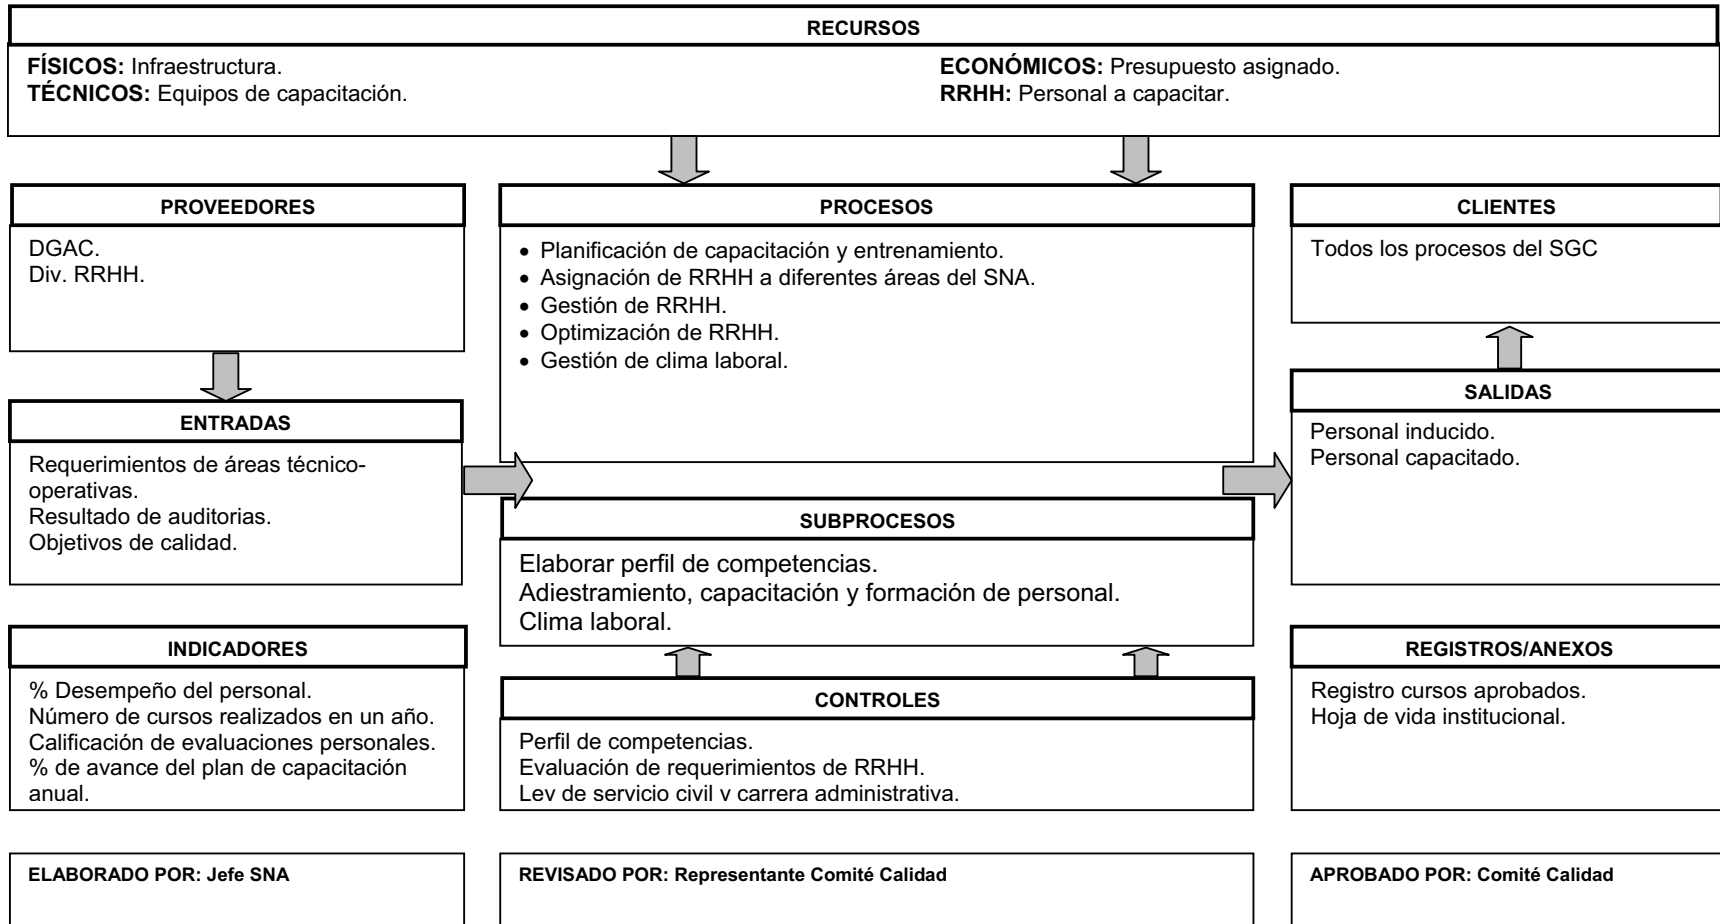 RECURSOS
FÍSICOS: Infraestructura.
TÉCNICOS: Equipos de capacitación.
ECONÓMICOS: Presupuesto asignado.
RRHH: Personal a capacitar.
PROVEEDORES
DGAC.
Div. RRHH.
ENTRADAS
Requerimientos de áreas técnico-
operativas.
Resultado de auditorias.
Objetivos de calidad.
INDICADORES
% Desempeño del personal.
Número de cursos realizados en un año.
Calificación de evaluaciones personales.
% de avance del plan de capacitación
anual.
PROCESOS
• Planificación de capacitación y entrenamiento.
• Asignación de RRHH a diferentes áreas del SNA.
• Gestión de RRHH.
• Optimización de RRHH.
• Gestión de clima laboral.
SUBPROCESOS
Elaborar perfil de competencias.
Adiestramiento, capacitación y formación de personal.
Clima laboral.
CONTROLES
Perfil de competencias.
Evaluación de requerimientos de RRHH.
Ley de servicio civil y carrera administrativa.
CLIENTES
Todos los procesos del SGC
SALIDAS
Personal inducido.
Personal capacitado.
REGISTROS/ANEXOS
Registro cursos aprobados.
Hoja de vida institucional.
ELABORADO POR: Jefe SNA
REVISADO POR: Representante Comité Calidad
APROBADO POR: Comité Calidad